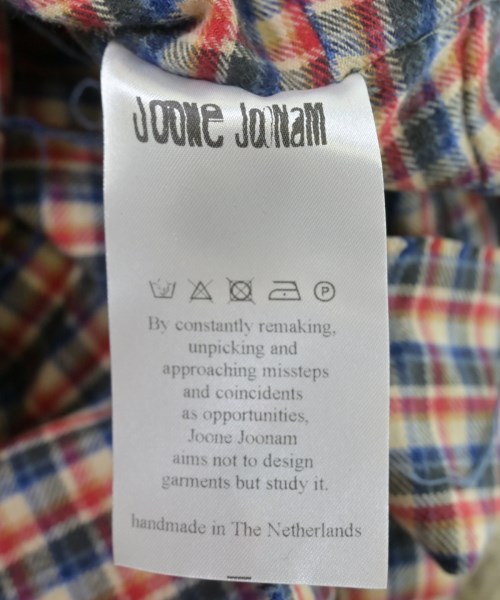 Joone Joonam
P
By constantly remaking,
unpicking and
approaching missteps
and coincidents
as opportunities,
Joone Joonam
aims not to design
garments but study it.
handmade in The Netherlands